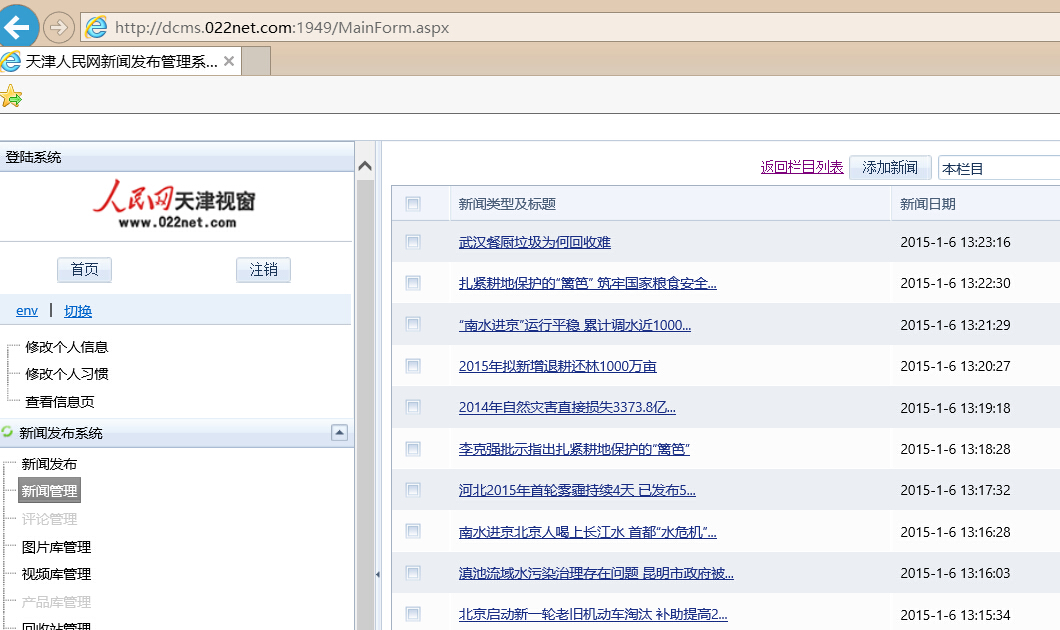 http://dcms.022net.com:1949/MainForm.aspx
天津人民网新闻发布管理系...
登陆系统
人民网天津视窗
www.022net.com
首页 注销
env | 切换
修改个人信息
修改个人习惯
查看信息页
新闻发布系统
新闻发布
新闻管理
评论管理
图片库管理
视频库管理
产品库管理
回收站管理
返回栏目列表 添加新闻 本栏目
新闻类型及标题 新闻日期
武汉餐厨垃圾为何回收难 2015-1-6 13:23:16
扎紧耕地保护的“篱笆” 筑牢国家粮食安全... 2015-1-6 13:22:30
“南水进京”运行平稳 累计调水近1000... 2015-1-6 13:21:29
2015年拟新增退耕还林1000万亩 2015-1-6 13:20:27
2014年自然灾害直接损失3373.8亿... 2015-1-6 13:19:18
李克强批示指出扎紧耕地保护的“篱笆” 2015-1-6 13:18:28
河北2015年首轮雾霾持续4天 已发布5... 2015-1-6 13:17:32
南水进京北京人喝上长江水 首都“水危机”... 2015-1-6 13:16:28
滇池流域水污染治理存在问题 昆明市政府被... 2015-1-6 13:16:03
北京启动新一轮老旧机动车淘汰 补助提高2... 2015-1-6 13:15:34